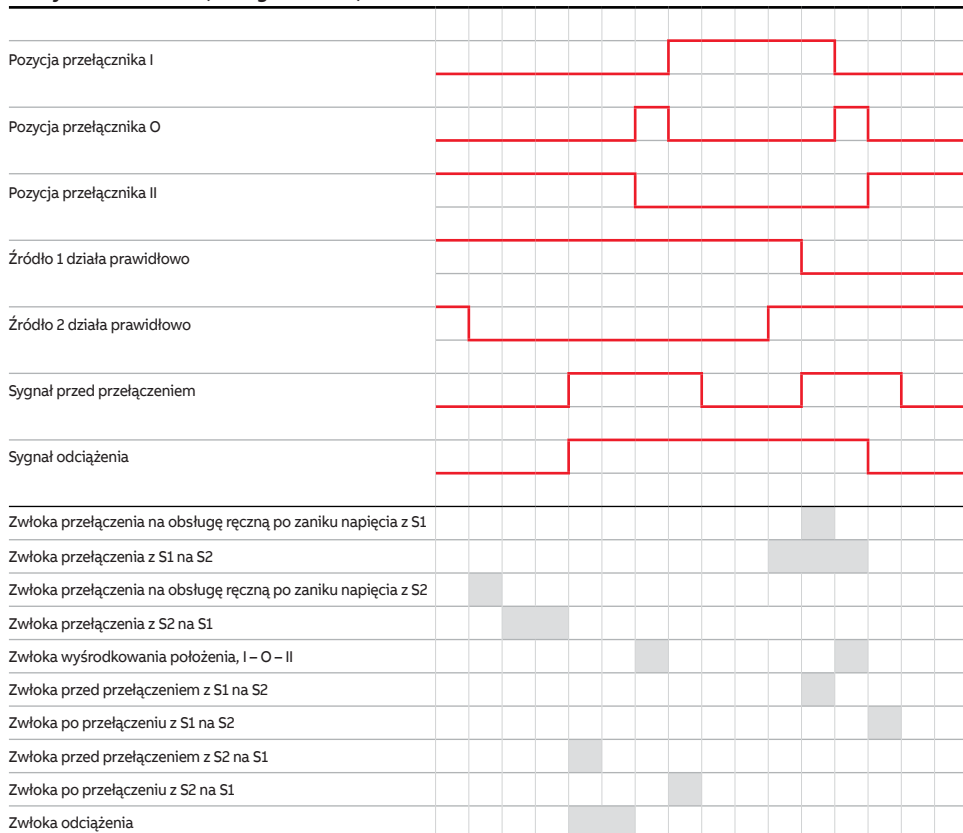 Pozycja przełącznika I
Pozycja przełącznika O
Pozycja przełącznika II
Źródło 1 działa prawidłowo
Źródło 2 działa prawidłowo
Sygnał przed przełączeniem
Sygnał odciążenia
Zwłoka przełączenia na obsługę ręczną po zaniku napięcia z S1
Zwłoka przełączenia z S1 na S2
Zwłoka przełączenia na obsługę ręczną po zaniku napięcia z S2
Zwłoka przełączenia z S2 na S1
Zwłoka wyśrodkowania położenia, I – O – II
Zwłoka przed przełączeniem z S1 na S2
Zwłoka po przełączeniu z S1 na S2
Zwłoka przed przełączeniem z S2 na S1
Zwłoka po przełączeniu z S2 na S1
Zwłoka odciążenia